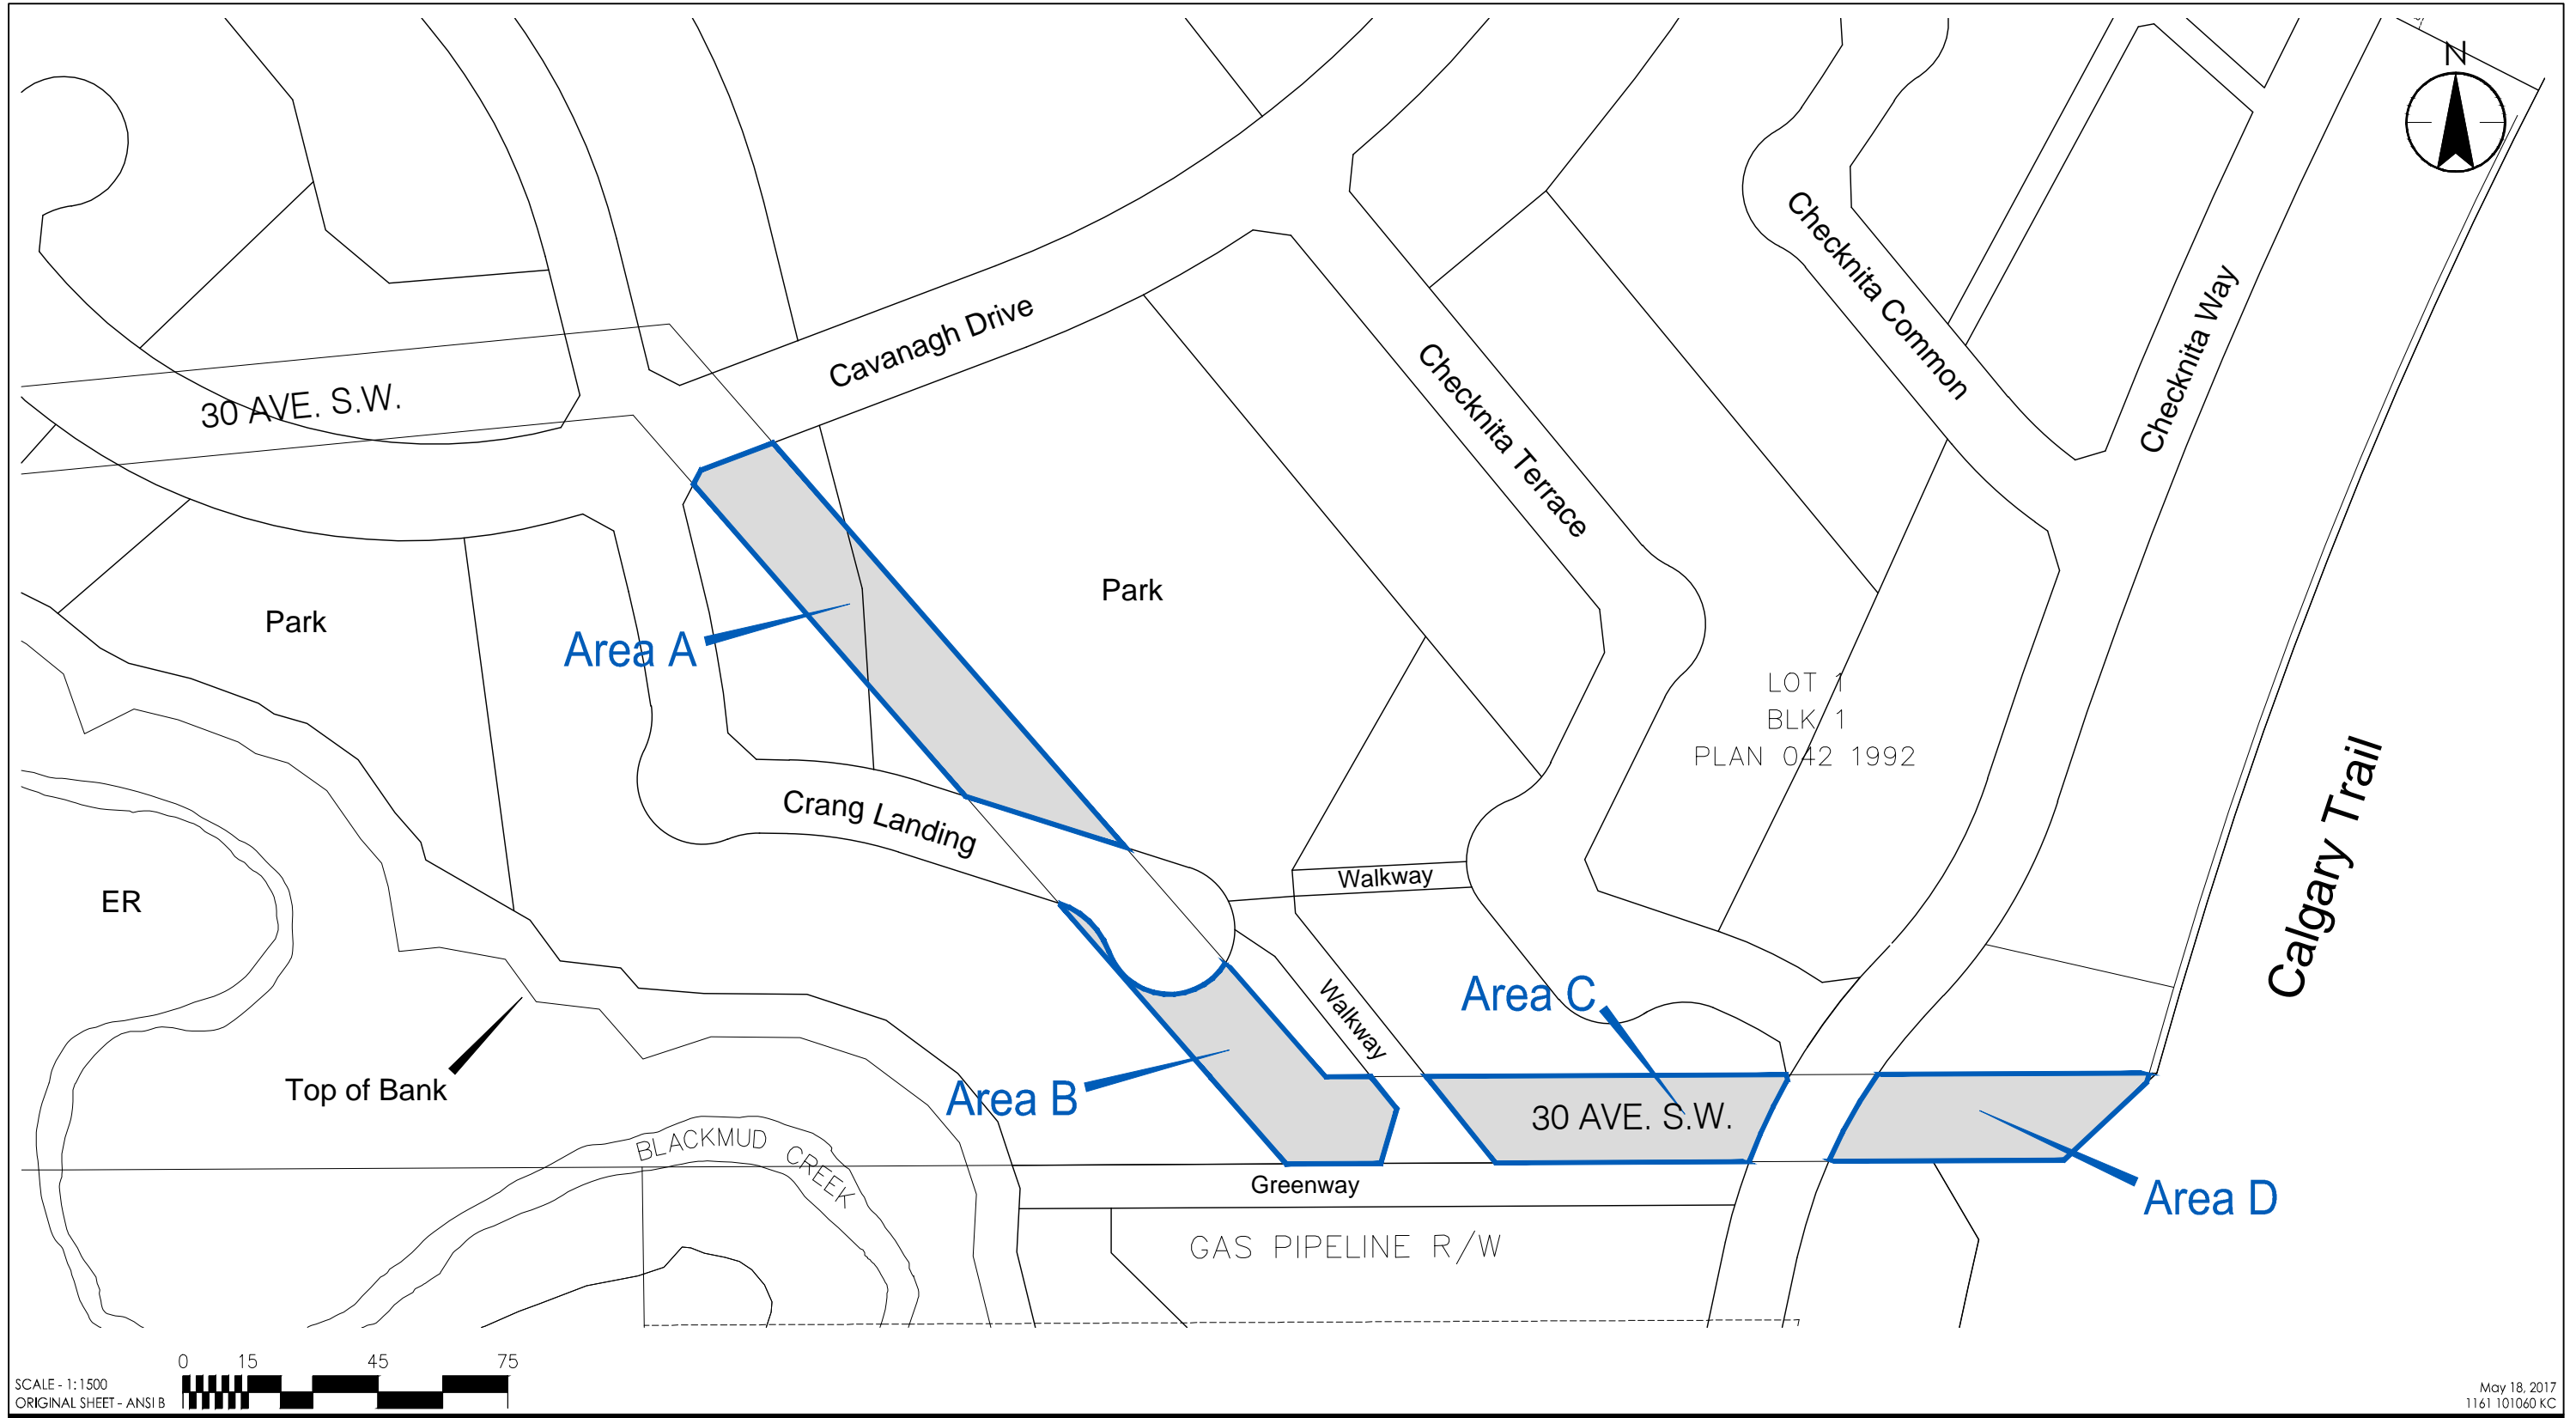 N
Checknita Common
Checknita Way
Cavanagh Drive
30 AVE. S.W.
Checknita Terrace
Park
Park
Area A
LOT 1
BLK 1
PLAN 042 1992
Calgary Trail
Crang Landing
Walkway
ER
Walkway
Area C
Top of Bank
Area B
30 AVE. S.W.
BLACKMUD CREEK
Greenway
Area D
GAS PIPELINE R/W
0 15 45 75
SCALE - 1:1500
ORIGINAL SHEET - ANSI B
May 18, 2017
1161 101060 KC